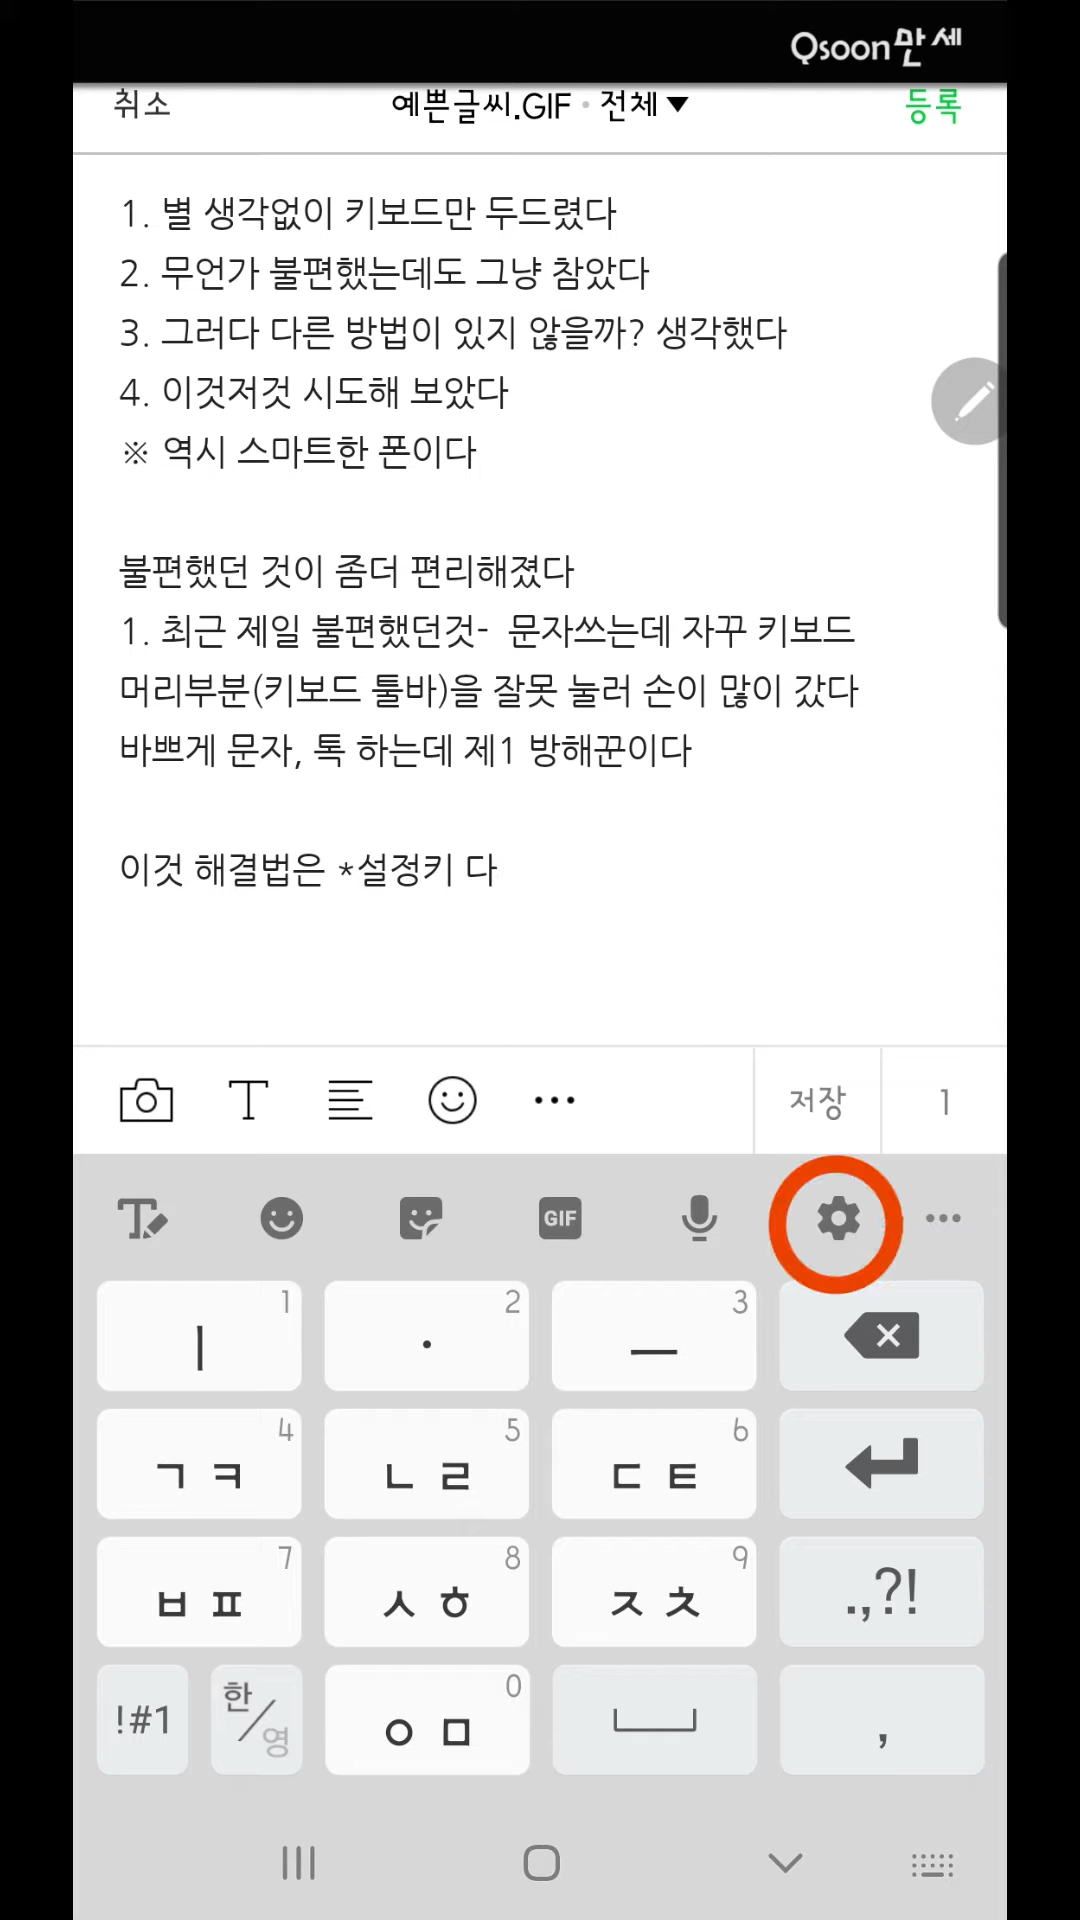 Qsoon만세
취소 예쁜글씨.GIF • 전체▼ 등록
1. 별 생각없이 키보드만 두드렸다
2. 무언가 불편했는데도 그냥 참았다
3. 그러다 다른 방법이 있지 않을까? 생각했다
4. 이것저것 시도해 보았다
※ 역시 스마트한 폰이다
불편했던 것이 좀더 편리해졌다
1. 최근 제일 불편했던것- 문자쓰는데 자꾸 키보드
머리부분(키보드 툴바)을 잘못 눌러 손이 많이 갔다
바쁘게 문자, 톡 하는데 제1 방해꾼이다
이것 해결법은 *설정키 다
T 저장 1
T GIF
ㅣ 1 · 2 ㅡ 3
ㄱㅋ 4 ㄴㄹ 5 ㄷㅌ 6
ㅂㅍ 7 ㅅㅎ 8 ㅈㅊ 9 .,?!
!#1 한/영 ㅇㅁ 0 ,